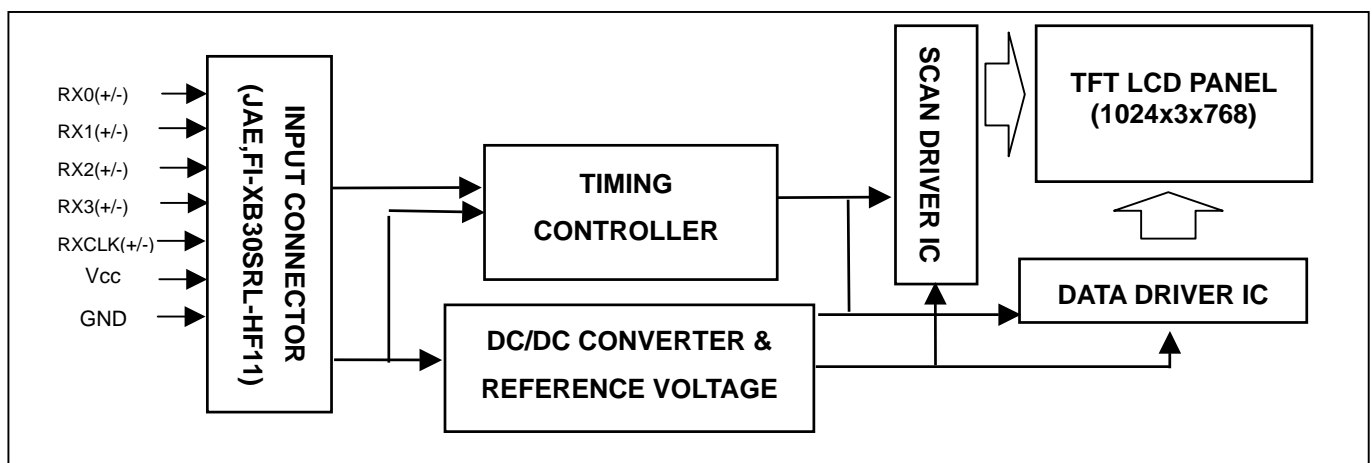 RX0(+/-)
RX1(+/-)
RX2(+/-)
RX3(+/-)
RXCLK(+/-)
Vcc
GND
INPUT CONNECTOR
(JAE,FI-XB30SRL-HF11)
TIMING
CONTROLLER
DC/DC CONVERTER &
REFERENCE VOLTAGE
SCAN DRIVER IC
TFT LCD PANEL
(1024x3x768)
DATA DRIVER IC